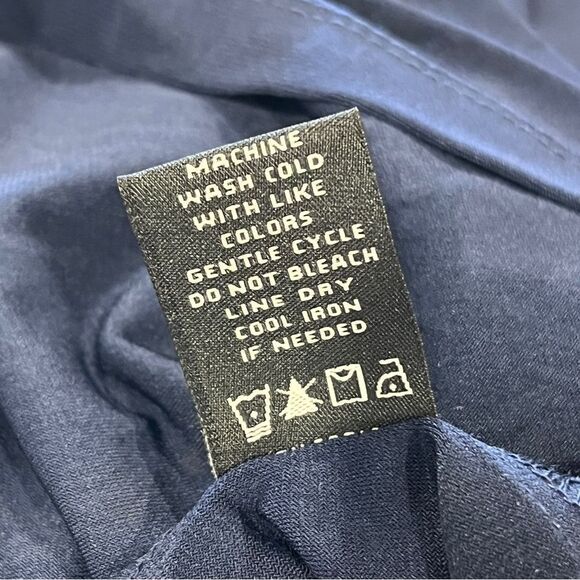 MACHINE
WASH COLD
WITH LIKE
COLORS
GENTLE CYCLE
DO NOT BLEACH
LINE DRY
COOL IRON
IF NEEDED